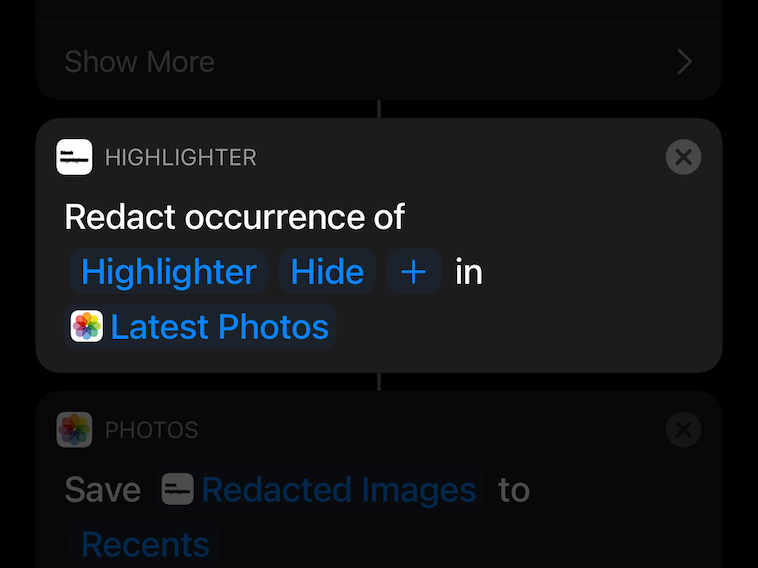 Show More
HIGHLIGHTER
Redact occurrence of
Highlighter Hide + in
Latest Photos
PHOTOS
Save Redacted Images to
Recents